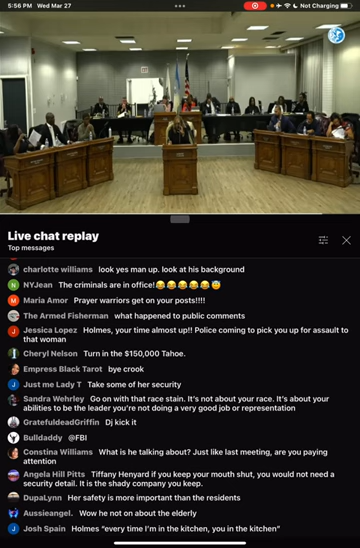 5:56 PM Wed Mar 27
Not Charging
Live chat replay
Top messages
charlotte williams look yes man up. look at his background
N NYJean The criminals are in office!😂😂😂😂😂😇
M Maria Amor Prayer warriors get on your posts!!!!
The Armed Fisherman what happened to public comments
J Jessica Lopez Holmes, your time almost up!! Police coming to pick you up for assault to
that woman
Cheryl Nelson Turn in the $150,000 Tahoe.
Empress Black Tarot bye crook
J Just me Lady T Take some of her security
Sandra Wehrley Go on with that race stain. It's not about your race. It's about your
abilities to be the leader you're not doing a very good job or representation
GratefuldeadGriffin Dj kick it
Bulldaddy @FBI
Constina Williams What is he talking about? Just like last meeting, are you paying
attention
Angela Hill Pitts Tiffany Henyard if you keep your mouth shut, you would not need a
security detail. It is the shady company you keep.
DupaLynn Her safety is more important than the residents
Aussieangel. Wow he not on about the elderly
J Josh Spain Holmes “every time I'm in the kitchen, you in the kitchen”